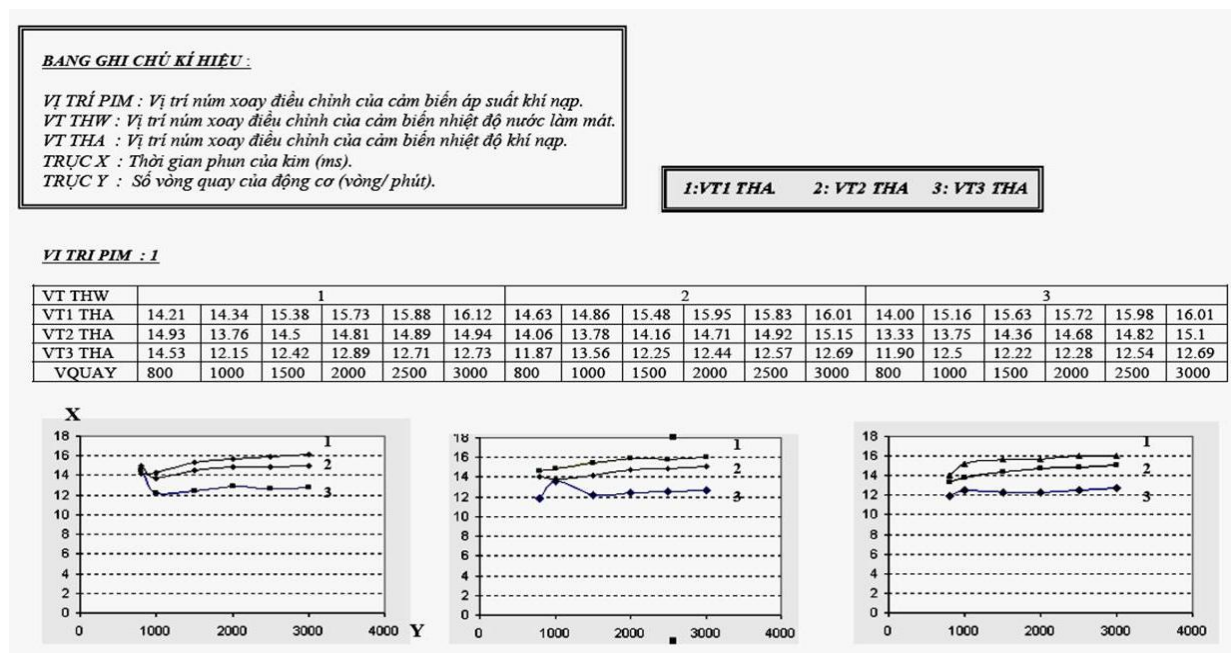 BANG GHI CHÚ KÍ HIỆU :
VỊ TRÍ PIM : Vị trí núm xoay điều chỉnh của cảm biến áp suất khí nạp.
VT THW : Vị trí núm xoay điều chỉnh của cảm biến nhiệt độ nước làm mát.
VT THA : Vị trí núm xoay điều chỉnh của cảm biến nhiệt độ khí nạp.
TRỤC X : Thời gian phun của kim (ms).
TRỤC Y : Số vòng quay của động cơ (vòng/ phút).
1:VT1 THA. 2: VT2 THA 3: VT3 THA
VI TRI PIM : 1
VT THW 1 2 3
VT1 THA 14.21 14.34 15.38 15.73 15.88 16.12 14.63 14.86 15.48 15.95 15.83 16.01 14.00 15.16 15.63 15.72 15.98 16.01
VT2 THA 14.93 13.76 14.5 14.81 14.89 14.94 14.06 13.78 14.16 14.71 14.92 15.15 13.33 13.75 14.36 14.68 14.82 15.1
VT3 THA 14.53 12.15 12.42 12.89 12.71 12.73 11.87 13.56 12.25 12.44 12.57 12.69 11.90 12.5 12.22 12.28 12.54 12.69
VQUAY 800 1000 1500 2000 2500 3000 800 1000 1500 2000 2500 3000 800 1000 1500 2000 2500 3000
X
18
16
14
12
10
8
6
4
2
0
0 1000 2000 3000 4000
1
2
3
Y
18
16
14
12
10
8
6
4
2
0
0 1000 2000 3000 4000
1
2
3
18
16
14
12
10
8
6
4
2
0
0 1000 2000 3000 4000
1
2
3